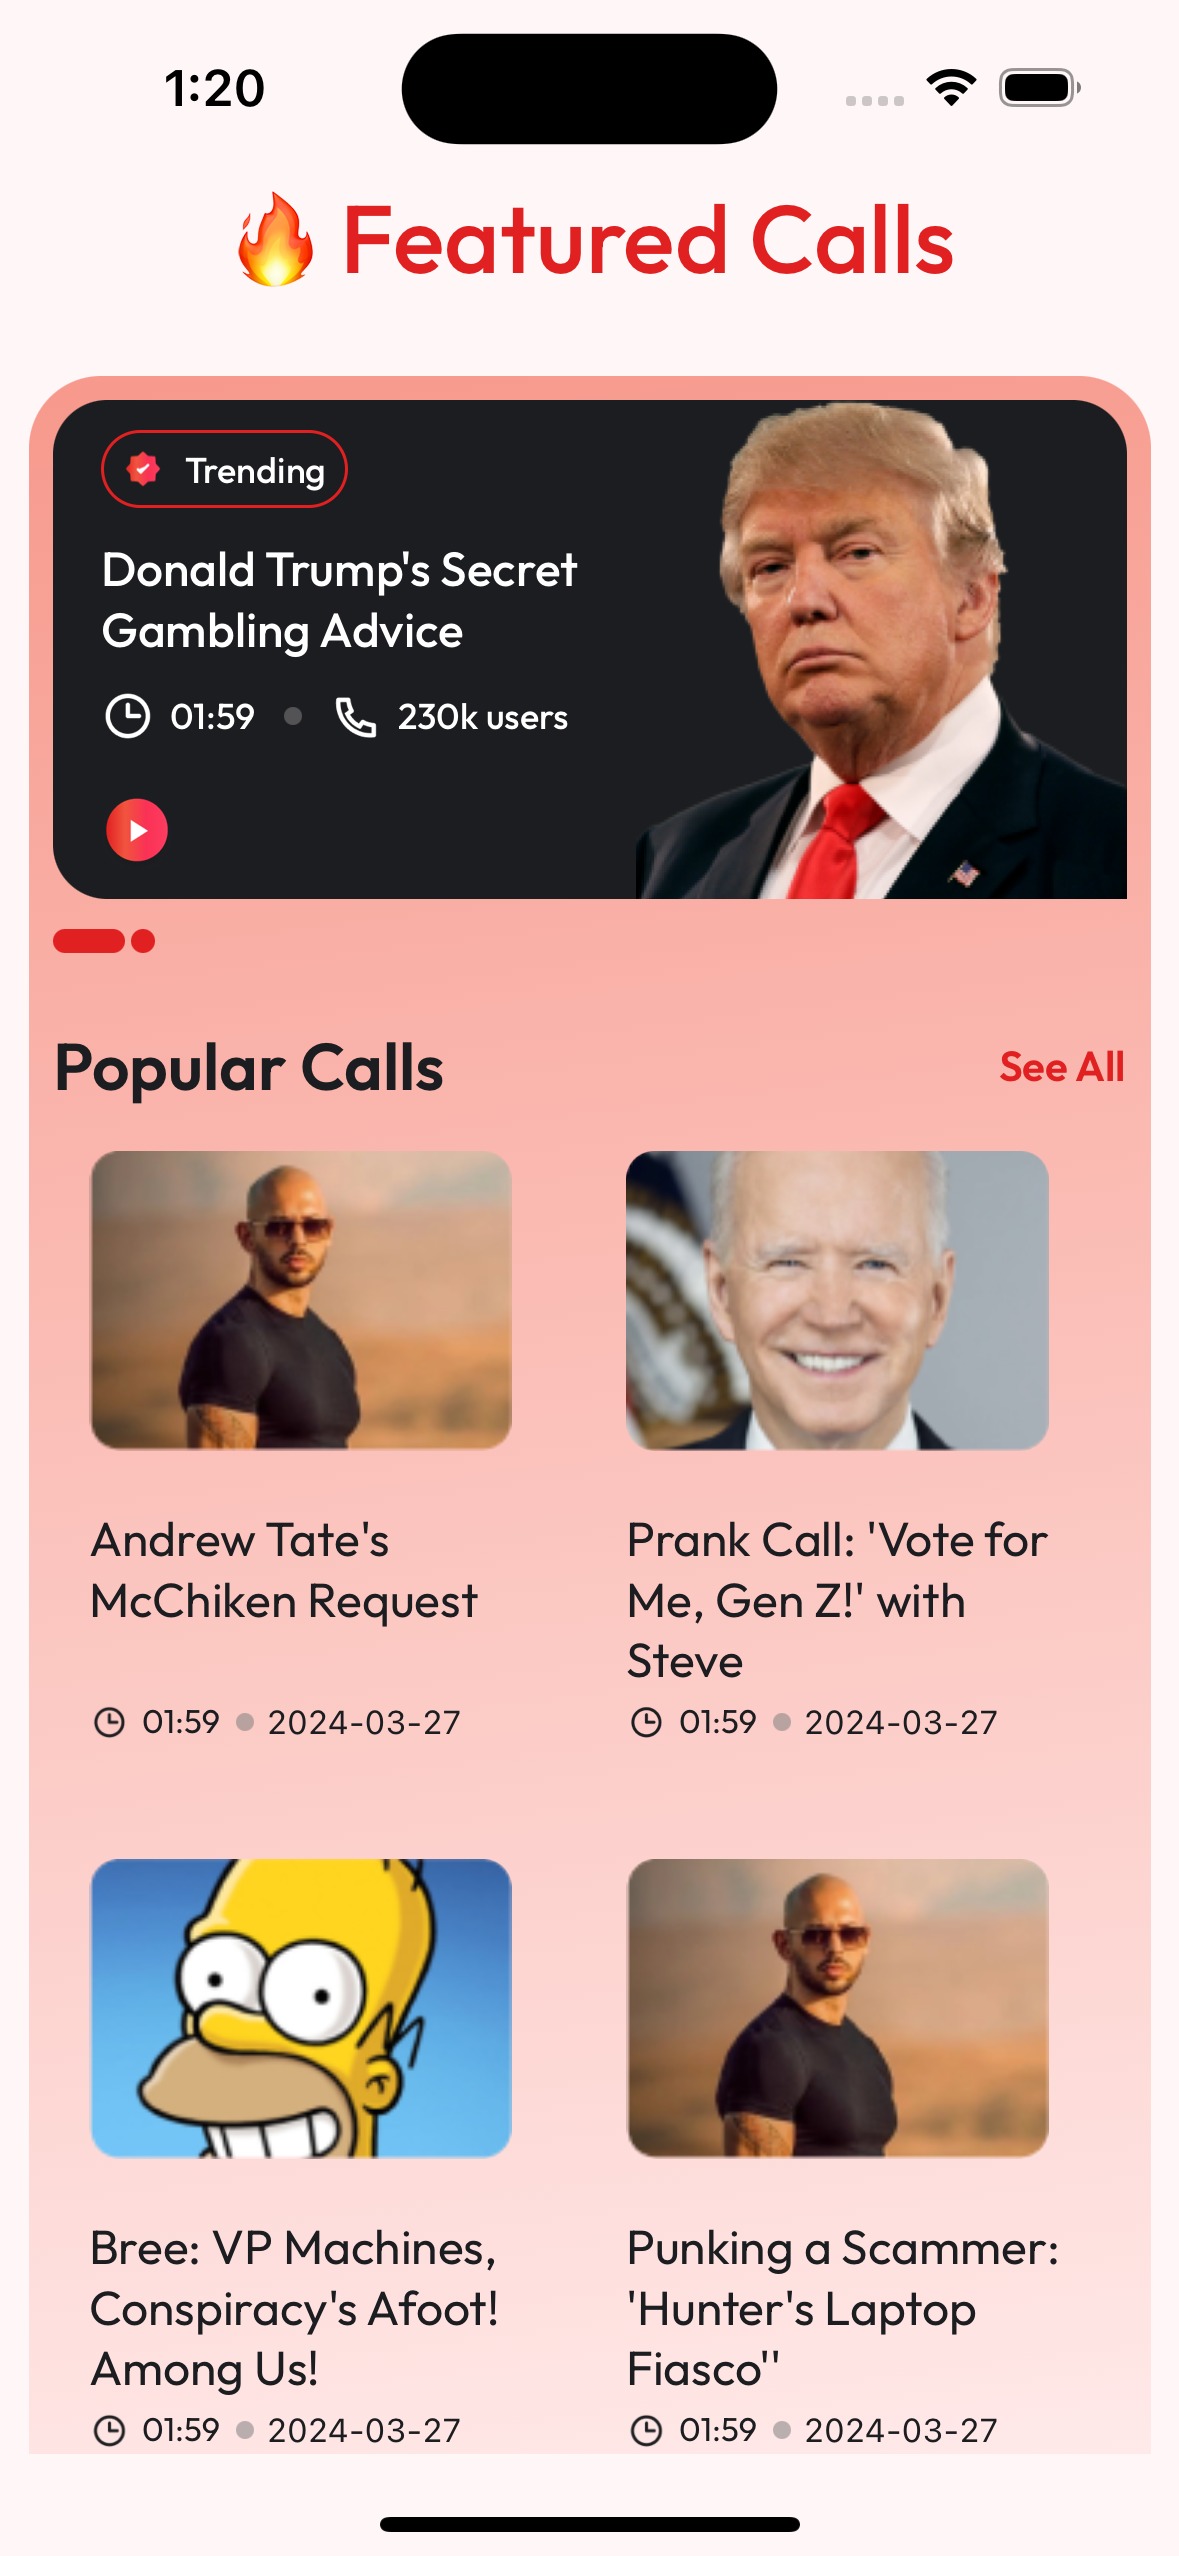 1:20
🔥 Featured Calls
Trending
Donald Trump's Secret
Gambling Advice
01:59 230k users
Popular Calls See All
Andrew Tate's
McChiken Request
01:59 2024-03-27
Prank Call: 'Vote for
Me, Gen Z!' with
Steve
01:59 2024-03-27
Bree: VP Machines,
Conspiracy's Afoot!
Among Us!
01:59 2024-03-27
Punking a Scammer:
'Hunter's Laptop
Fiasco''
01:59 2024-03-27